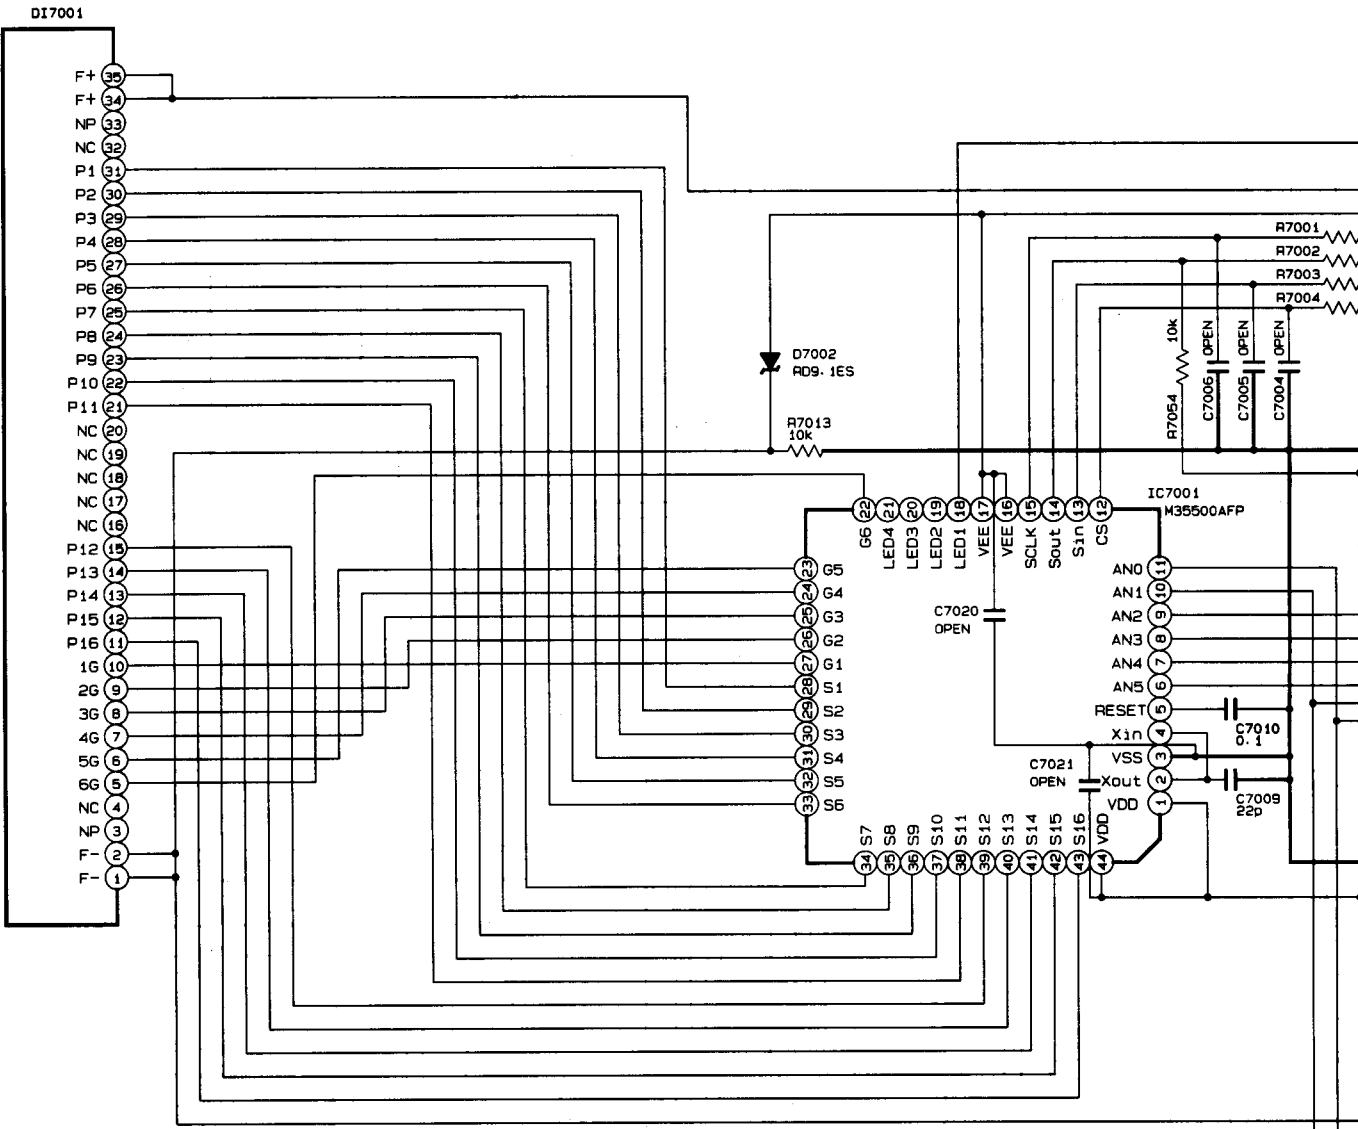 DI7001
F+ 35
F+ 34
NP 33
NC 32
P1 31
P2 30
P3 29
P4 28
P5 27
P6 26
P7 25
P8 24
P9 23
P10 22
P11 21
NC 20
NC 19
NC 18
NC 17
NC 16
P12 15
P13 14
P14 13
P15 12
P16 11
1G 10
2G 9
3G 8
4G 7
5G 6
6G 5
NC 4
NP 3
F- 2
F- 1
R7001
R7002
R7003
R7004
D7002
RD9.1ES
R7013
10k
10k
R7054
OPEN
C7006
OPEN
C7005
OPEN
C7004
IC7001
M35500AFP
22 21 20 19 18 17 16 15 14 13 12
G6 LED4 LED3 LED2 LED1 VEE VEE SCLK Sout Sin CS
23 G5
24 G4
25 G3
26 G2
27 G1
28 S1
29 S2
30 S3
31 S4
32 S5
33 S6
C7020
OPEN
AN0 11
AN1 10
AN2 9
AN3 8
AN4 7
AN5 6
RESET 5
Xin 4
VSS 3
Xout 2
VDD 1
C7010
0.1
C7021
OPEN
C7009
22p
S7 S8 S9 S10 S11 S12 S13 S14 S15 S16 VDD
34 35 36 37 38 39 40 41 42 43 44